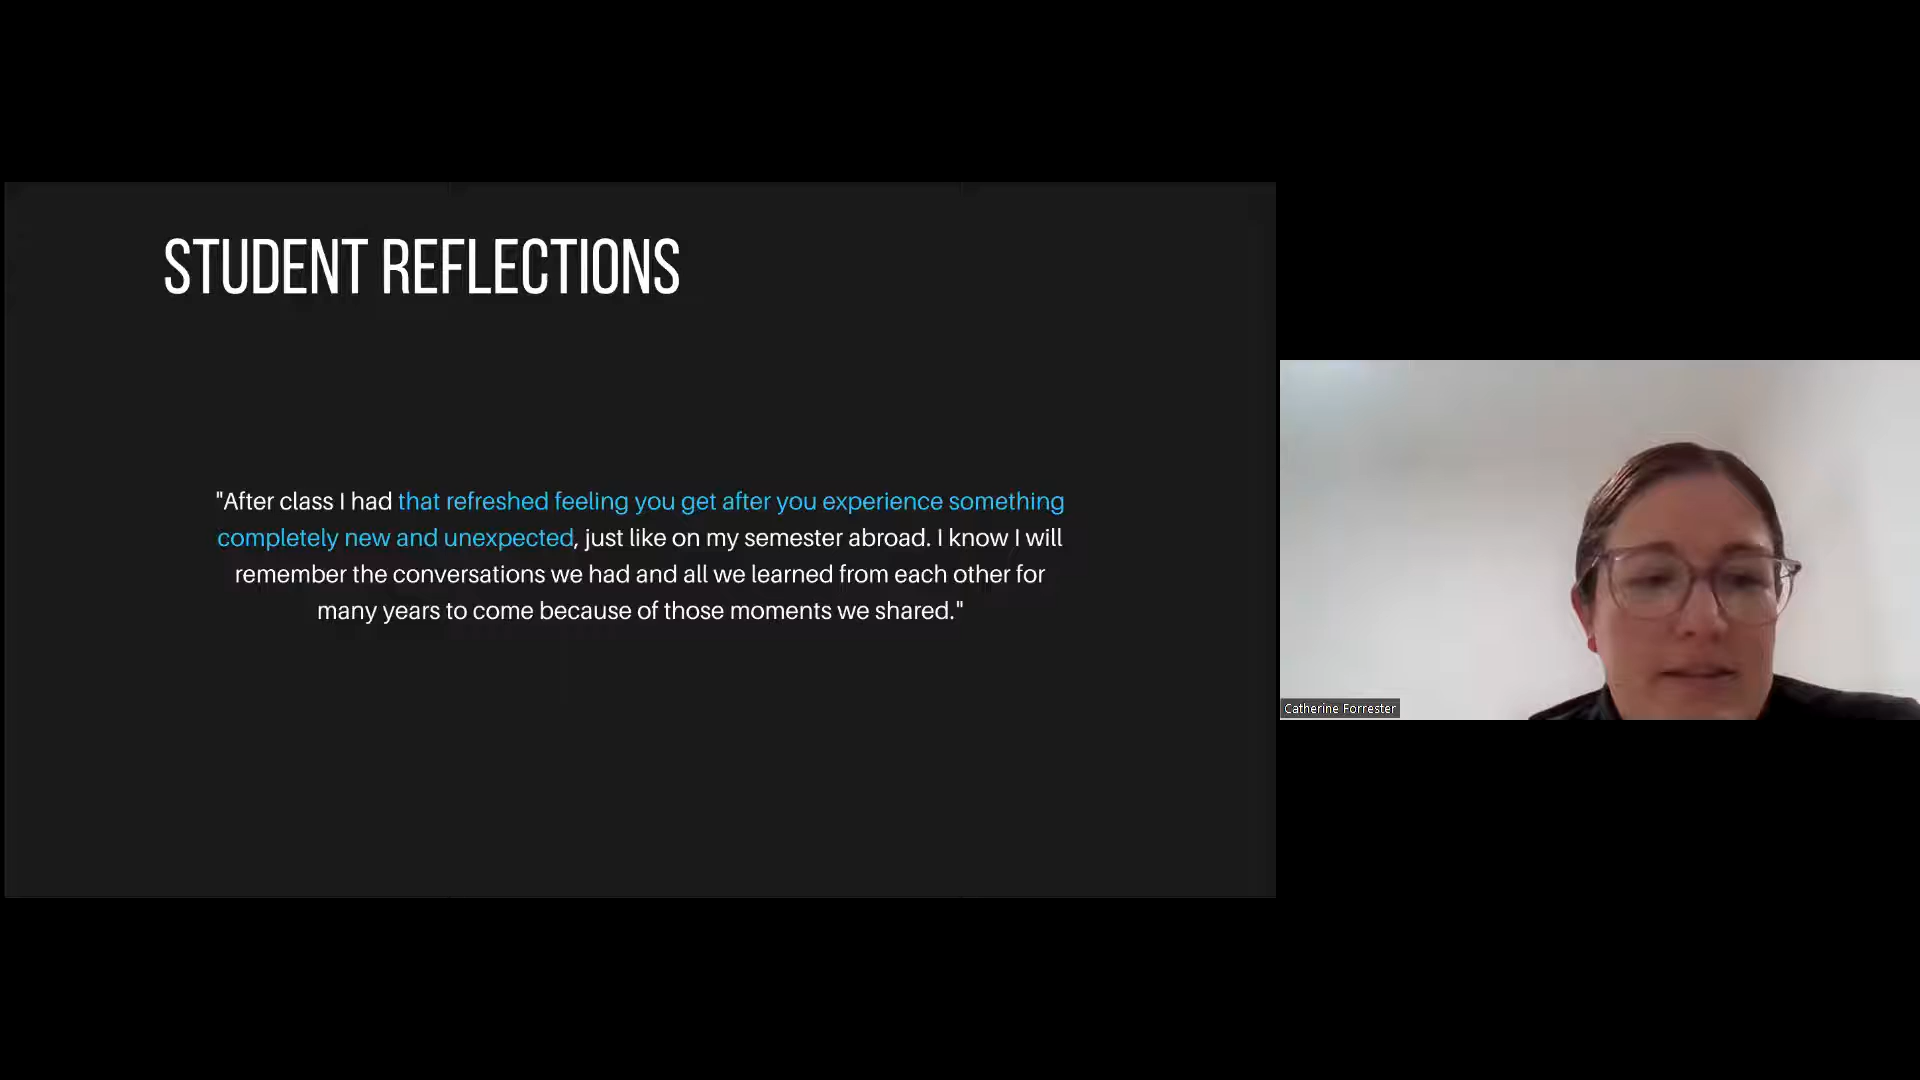 STUDENT REFLECTIONS
"After class I had that refreshed feeling you get after you experience something
completely new and unexpected, just like on my semester abroad. I know I will
remember the conversations we had and all we learned from each other for
many years to come because of those moments we shared."
Catherine Forrester